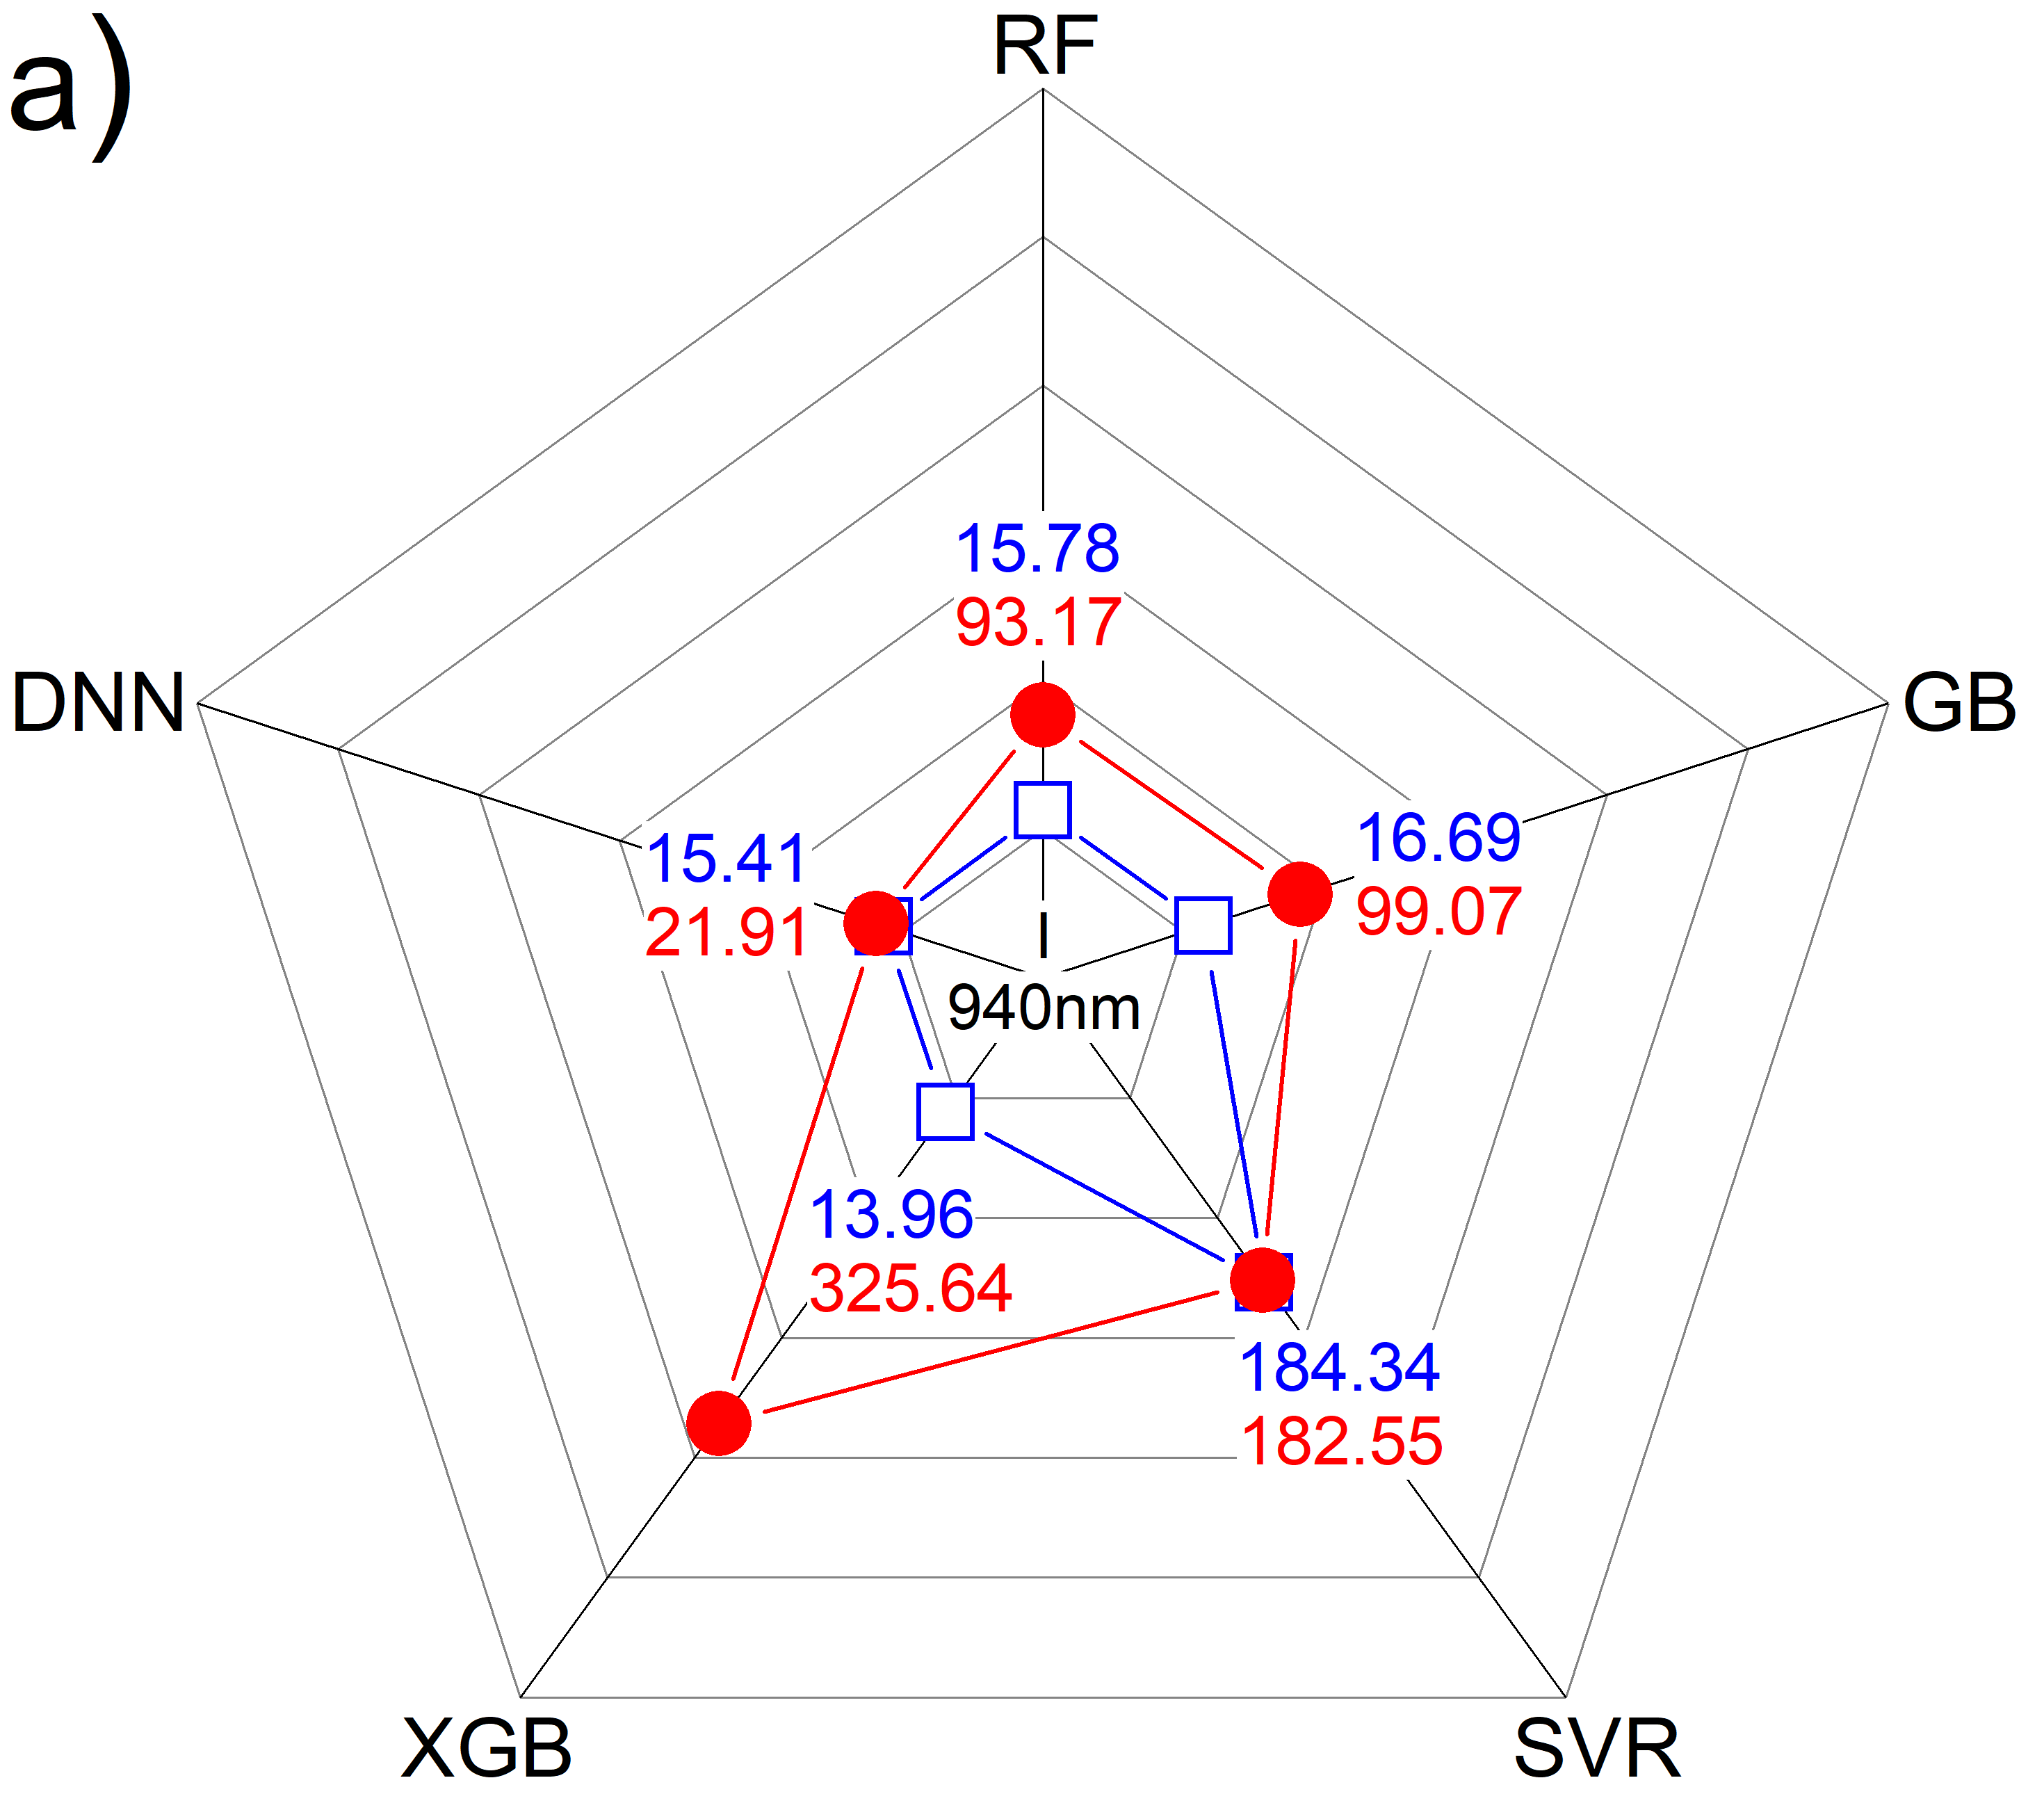 a)
RF
DNN
GB
15.78
93.17
15.41
21.91
16.69
99.07
I
940nm
13.96
325.64
184.34
182.55
XGB
SVR